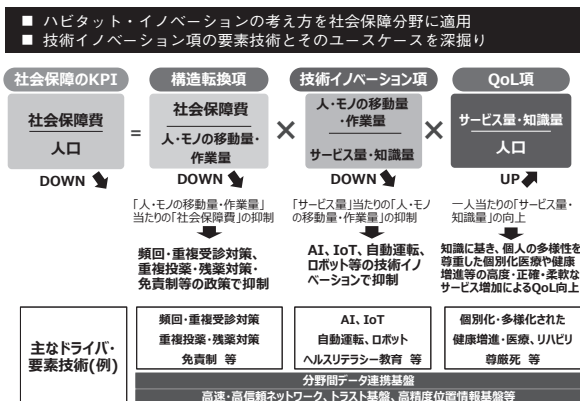 ■ ハビタット・イノベーションの考え方を社会保障分野に適用
■ 技術イノベーション項の要素技術とそのユースケースを深掘り
社会保障のKPI
構造転換項
技術イノベーション項
QoL項
社会保障費
人口
=
社会保障費
人・モノの移動量・
作業量
×
人・モノの移動量
・作業量
サービス量・知識量
×
サービス量・知識量
人口
DOWN
DOWN
DOWN
UP
「人・モノの移動量・作業量」
当たりの「社会保障費」の抑制
「サービス量」当たりの「人・モノ
の移動量・作業量」の抑制
一人当たりの「サービス量・
知識量」の向上
頻回・重複受診対策、
重複投薬・残薬対策・
免責制等の政策で抑制
AI、IoT、自動運転、
ロボット等の技術イノ
ベーションで抑制
知識に基き、個人の多様性を
尊重した個別化医療や健康
増進等の高度・正確・柔軟な
サービス増加によるQoL向上
主なドライバ・
要素技術(例)
頻回・重複受診対策
重複投薬・残薬対策
免責制 等
AI、IoT
自動運転、ロボット
ヘルスリテラシー教育 等
個別化・多様化された
健康増進・医療、リハビリ
尊厳死 等
分野間データ連携基盤
高速・高信頼ネットワーク、トラスト基盤、高精度位置情報基盤等